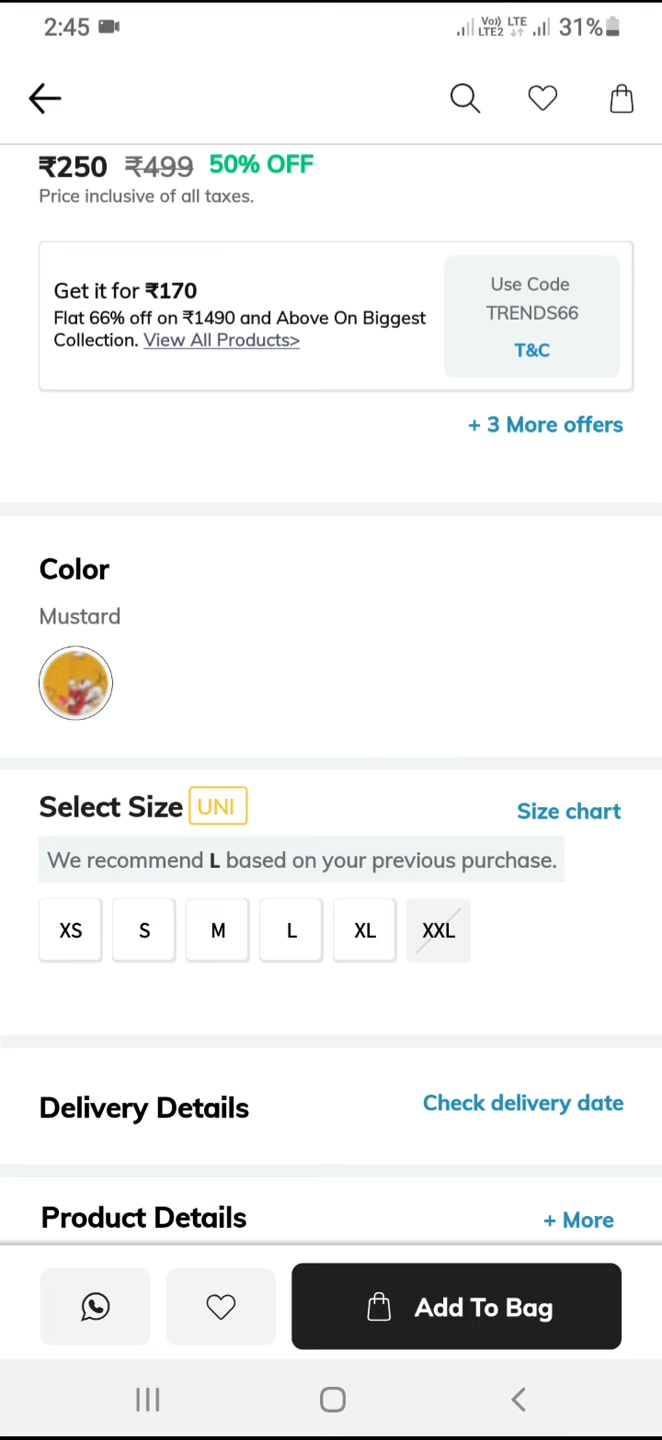 2:45 Vo) LTE LTE2 31%
₹250 ₹499 50% OFF
Price inclusive of all taxes.
Get it for ₹170
Flat 66% off on ₹1490 and Above On Biggest
Collection. View All Products>
Use Code
TRENDS66
T&C
+ 3 More offers
Color
Mustard
Select Size UNI
Size chart
We recommend L based on your previous purchase.
XS S M L XL XXL
Delivery Details
Check delivery date
Product Details
+ More
Add To Bag